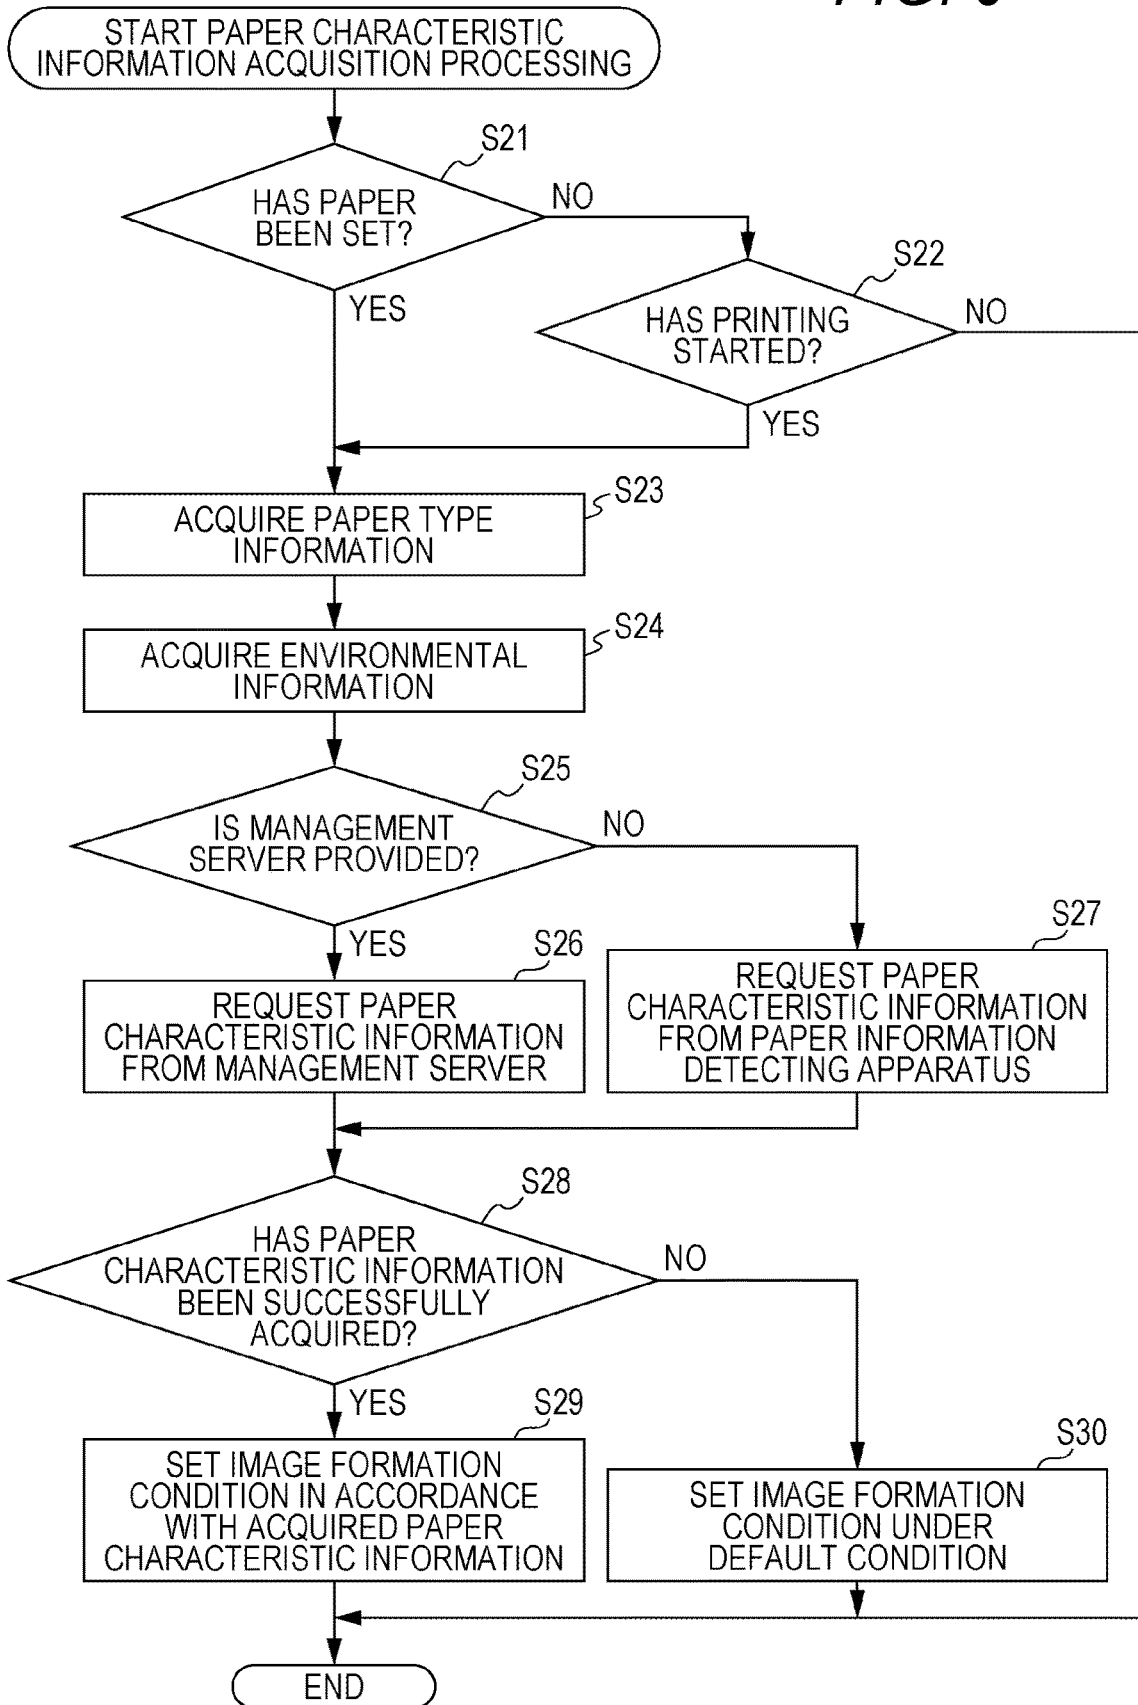 START PAPER CHARACTERISTIC
INFORMATION ACQUISITION PROCESSING
S21
HAS PAPER
BEEN SET?
NO
YES
S22
HAS PRINTING
STARTED?
NO
YES
S23
ACQUIRE PAPER TYPE
INFORMATION
S24
ACQUIRE ENVIRONMENTAL
INFORMATION
S25
IS MANAGEMENT
SERVER PROVIDED?
NO
YES
S26
REQUEST PAPER
CHARACTERISTIC INFORMATION
FROM MANAGEMENT SERVER
S27
REQUEST PAPER
CHARACTERISTIC INFORMATION
FROM PAPER INFORMATION
DETECTING APPARATUS
S28
HAS PAPER
CHARACTERISTIC INFORMATION
BEEN SUCCESSFULLY
ACQUIRED?
NO
YES
S29
SET IMAGE FORMATION
CONDITION IN ACCORDANCE
WITH ACQUIRED PAPER
CHARACTERISTIC INFORMATION
S30
SET IMAGE FORMATION
CONDITION UNDER
DEFAULT CONDITION
END